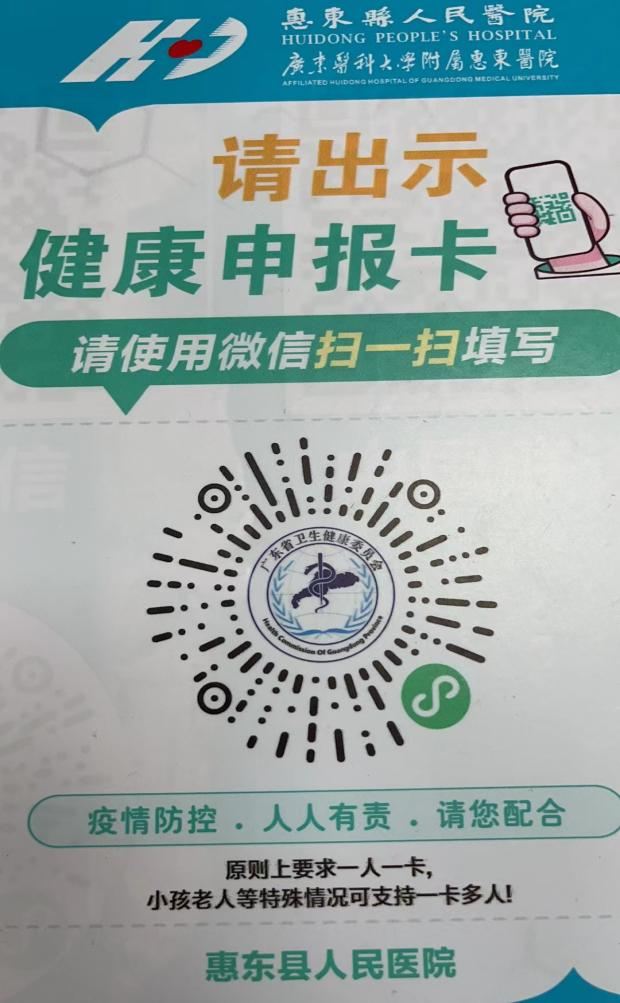 惠東縣人民醫院
HUIDONG PEOPLE'S HOSPITAL
廣東醫科大學附屬惠東醫院
AFFILIATED HUIDONG HOSPITAL OF GUANGDONG MEDICAL UNIVERSITY
请出示
健康申报卡
请使用微信扫一扫填写
广东省卫生健康委员会
Health Commission Of Guangdong Province
疫情防控 . 人人有责 . 请您配合
原则上要求一人一卡,
小孩老人等特殊情况可支持一卡多人!
惠东县人民医院